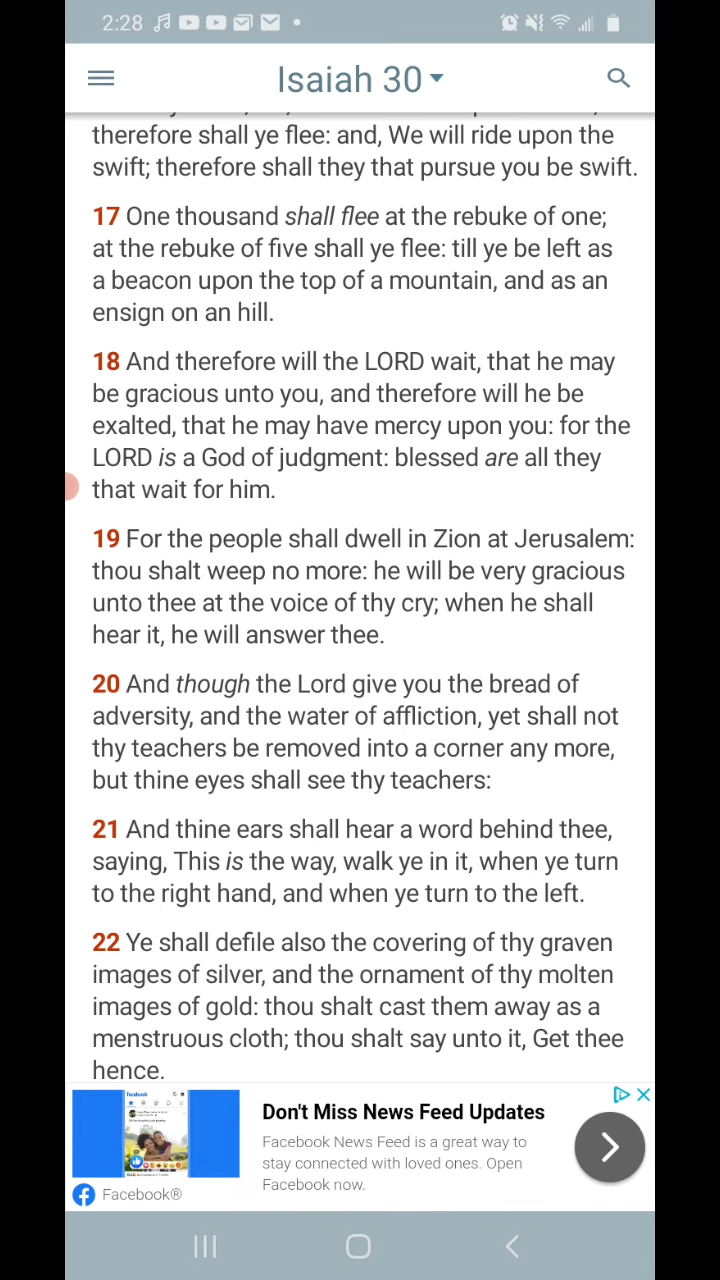 2:28
Isaiah 30
therefore shall ye flee: and, We will ride upon the
swift; therefore shall they that pursue you be swift.
17 One thousand shall flee at the rebuke of one;
at the rebuke of five shall ye flee: till ye be left as
a beacon upon the top of a mountain, and as an
ensign on an hill.
18 And therefore will the LORD wait, that he may
be gracious unto you, and therefore will he be
exalted, that he may have mercy upon you: for the
LORD is a God of judgment: blessed are all they
that wait for him.
19 For the people shall dwell in Zion at Jerusalem:
thou shalt weep no more: he will be very gracious
unto thee at the voice of thy cry; when he shall
hear it, he will answer thee.
20 And though the Lord give you the bread of
adversity, and the water of affliction, yet shall not
thy teachers be removed into a corner any more,
but thine eyes shall see thy teachers:
21 And thine ears shall hear a word behind thee,
saying, This is the way, walk ye in it, when ye turn
to the right hand, and when ye turn to the left.
22 Ye shall defile also the covering of thy graven
images of silver, and the ornament of thy molten
images of gold: thou shalt cast them away as a
menstruous cloth; thou shalt say unto it, Get thee
hence.
facebook
Facebook®
Don't Miss News Feed Updates
Facebook News Feed is a great way to
stay connected with loved ones. Open
Facebook now.